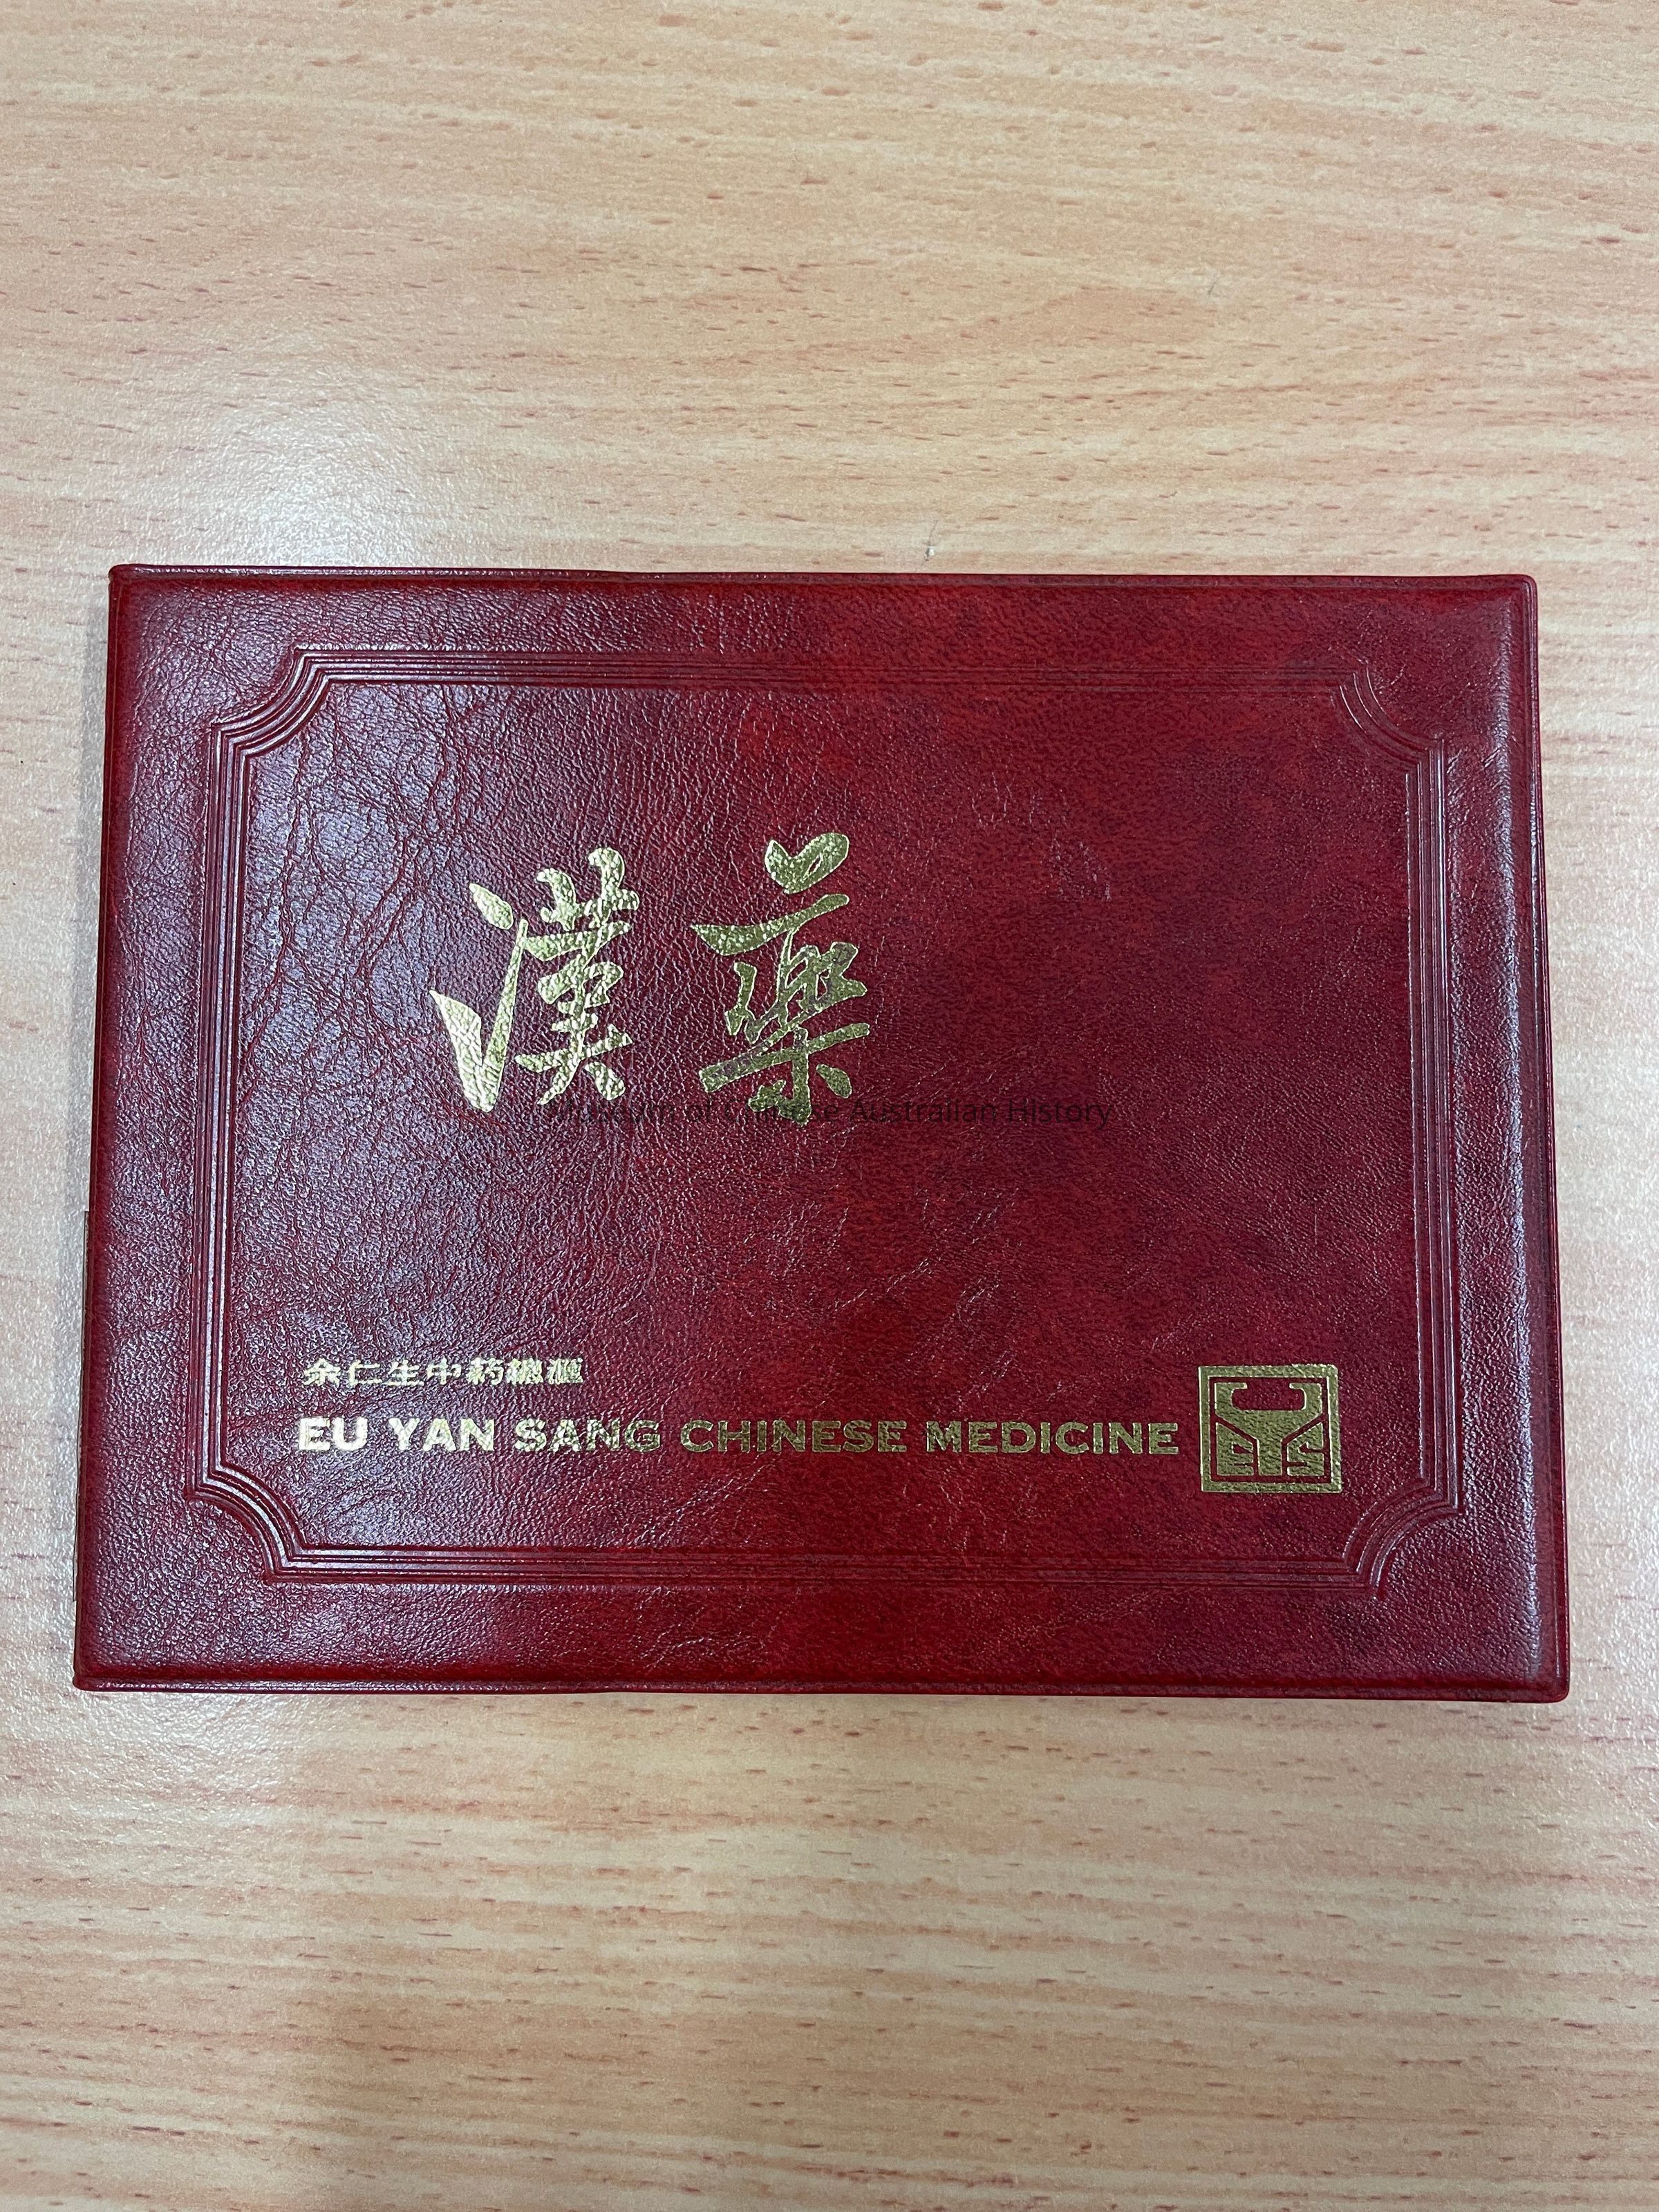 漢藥
Museum of Chinese Australian History
余仁生中药總滙
EU YAN SANG CHINESE MEDICINE
EYS